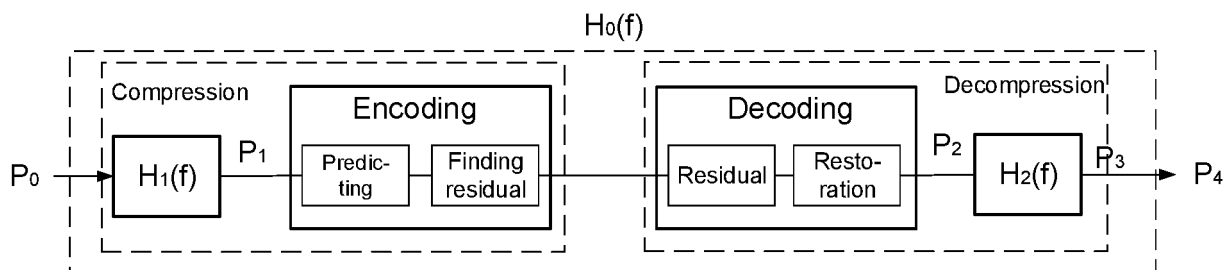 H₀(f)
Compression
Decompression
Encoding
Decoding
P₀
H₁(f)
P₁
Predic-
ting
Finding
residual
Residual
Resto-
ration
P₂
H₂(f)
P₃
P₄